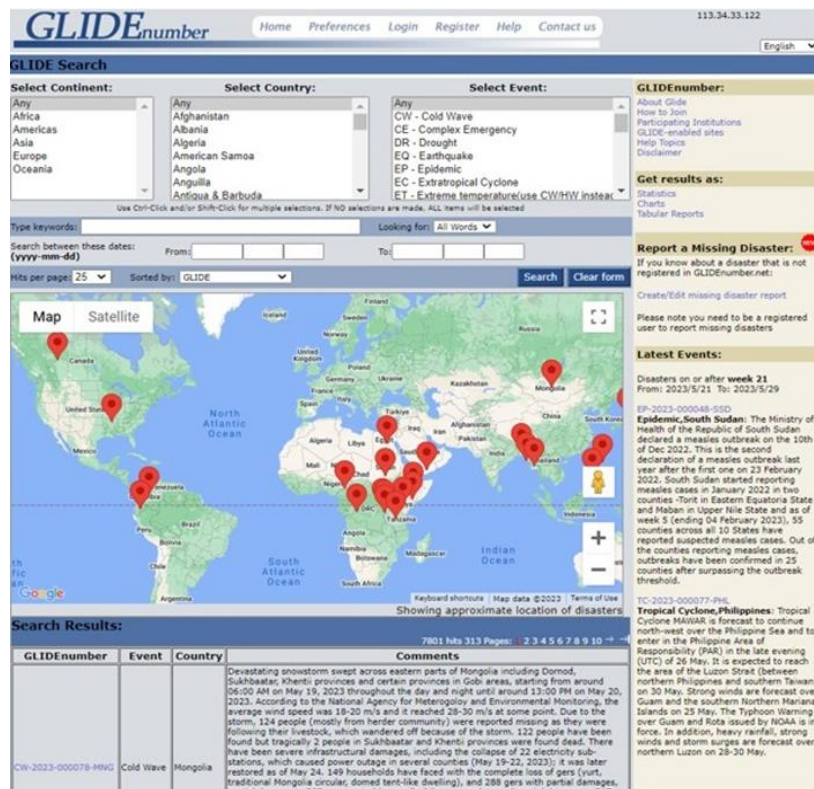 GLIDEnumber
Home Preferences Login Register Help Contact us
113.34.33.122
English
GLIDE Search
Select Continent:
Any
Africa
Americas
Asia
Europe
Oceania
Select Country:
Any
Afghanistan
Albania
Algeria
American Samoa
Angola
Anguilla
Antigua & Barbuda
Select Event:
Any
CW - Cold Wave
CE - Complex Emergency
DR - Drought
EQ - Earthquake
EP - Epidemic
EC - Extratropical Cyclone
ET - Extreme temperature(use CW/HW instead
Use Ctrl-Click and/or Shift-Click for multiple selections. If NO selections are made, ALL items will be selected
Type keywords:
Looking for: All Words
Search between these dates:
(yyyy-mm-dd)
From:
To:
Hits per page: 25
Sorted by: GLIDE
Search
Clear form
Map
Satellite
Finland
Iceland
Sweden
Norway
Russia
Canada
United Kingdom
Poland
Germany
Ukraine
Kazakhstan
Mongolia
France
Spain
Italy
Türkiye
United States
North Atlantic Ocean
China
South Korea
Iraq
Iran
Afghanistan
Pakistan
Algeria
Libya
Mexico
India
Thailand
Mali
Niger
Chad
Venezuela
DRC
Tanzania
Indonesia
Peru
Brazil
Angola
Bolivia
Namibia
Botswana
Madagascar
Indian Ocean
Chile
South Atlantic Ocean
South Africa
Argentina
Google
Keyboard shortcuts
Map data ©2023
Terms of Use
Showing approximate location of disasters
Search Results:
7801 hits 313 Pages: 1 2 3 4 5 6 7 8 9 10
GLIDEnumber Event Country Comments
CW-2023-000078-MNG
Cold Wave
Mongolia
Devastating snowstorm swept across eastern parts of Mongolia including Dornod,
Sukhbaatar, Khentii provinces and certain provinces in Gobi areas, starting from around
06:00 AM on May 19, 2023 throughout the day and night until around 13:00 PM on May 20,
2023. According to the National Agency for Meteorology and Environmental Monitoring, the
average wind speed was 18-20 m/s and it reached 28-30 m/s at some point. Due to the
storm, 124 people (mostly from herder community) were reported missing as they were
following their livestock, which wandered off because of the storm. 122 people have been
found but tragically 2 people in Sukhbaatar and Khentii provinces were found dead. There
have been severe infrastructural damages, including the collapse of 22 electricity sub-
stations, which caused power outage in several counties (May 19-22, 2023); it was later
restored as of May 24. 149 households have faced with the complete loss of gers (yurt,
traditional Mongolia circular, domed tent-like dwelling), and 288 gers with partial damages,
GLIDEnumber:
About Glide
How to Join
Participating Institutions
GLIDE-enabled sites
Help Topics
Disclaimer
Get results as:
Statistics
Charts
Tabular Reports
Report a Missing Disaster:
If you know about a disaster that is not
registered in GLIDEnumber.net:
Create/Edit missing disaster report
Please note you need to be a registered
user to report missing disasters
Latest Events:
Disasters on or after week 21
From: 2023/5/21 To: 2023/5/29
EP-2023-000048-SSD
Epidemic,South Sudan: The Ministry of
Health of the Republic of South Sudan
declared a measles outbreak on the 10th
of Dec 2022. This is the second
declaration of a measles outbreak last
year after the first one on 23 February
2022. South Sudan started reporting
measles cases in January 2022 in two
counties -Torit in Eastern Equatoria State
and Maban in Upper Nile State and as of
week 5 (ending 04 February 2023), 55
counties across all 10 States have
reported suspected measles cases. Out of
the counties reporting measles cases,
outbreaks have been confirmed in 25
counties after surpassing the outbreak
threshold.
TC-2023-000077-PHL
Tropical Cyclone,Philippines: Tropical
Cyclone MAWAR is forecast to continue
north-west over the Philippine Sea and to
enter in the Philippine Area of
Responsibility (PAR) in the late evening
(UTC) of 26 May. It is expected to reach
the area of the Luzon Strait (between
northern Philippines and southern Taiwan)
on 30 May. Strong winds are forecast over
Guam and the southern Northern Mariana
Islands on 25 May. The Typhoon Warning
over Guam and Rota issued by NOAA is in
force. In addition, heavy rainfall, strong
winds and storm surges are forecast over
northern Luzon on 28-30 May.